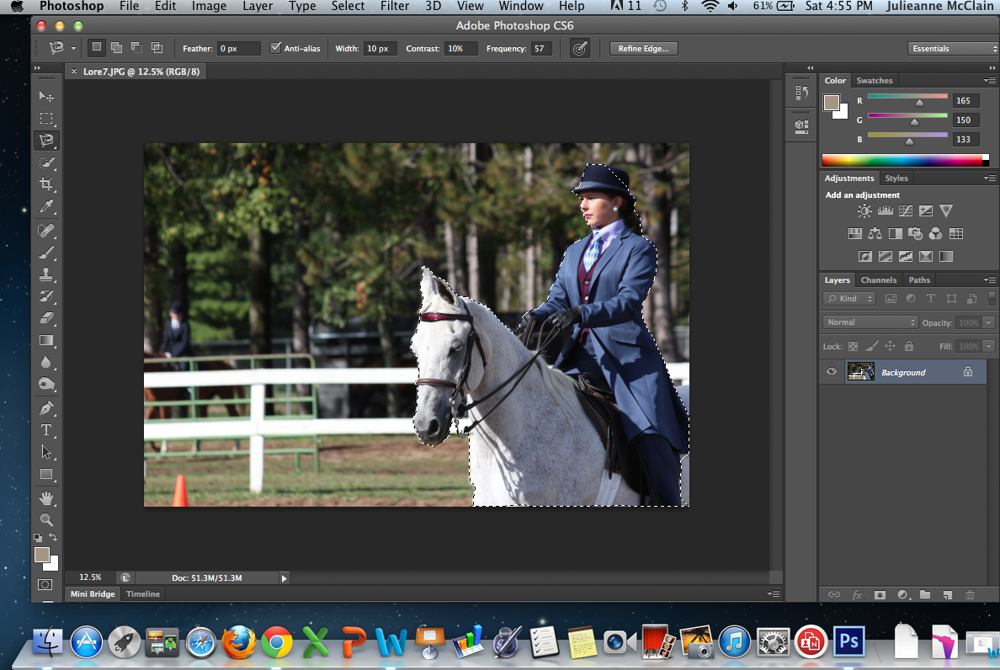 Photoshop File Edit Image Layer Type Select Filter 3D View Window Help 11 61% Sat 4:55 PM Julieanne McClain
Adobe Photoshop CS6
Feather: 0 px Anti-alias Width: 10 px Contrast: 10% Frequency: 57 Refine Edge... Essentials
× Lore7.JPG @ 12.5% (RGB/8)
Color Swatches
R 165
G 150
B 133
Adjustments Styles
Add an adjustment
Layers Channels Paths
Kind
Normal Opacity: 100%
Lock: Fill: 100%
Background
fx
12.5% Doc: 51.3M/51.3M
Mini Bridge Timeline
Ps